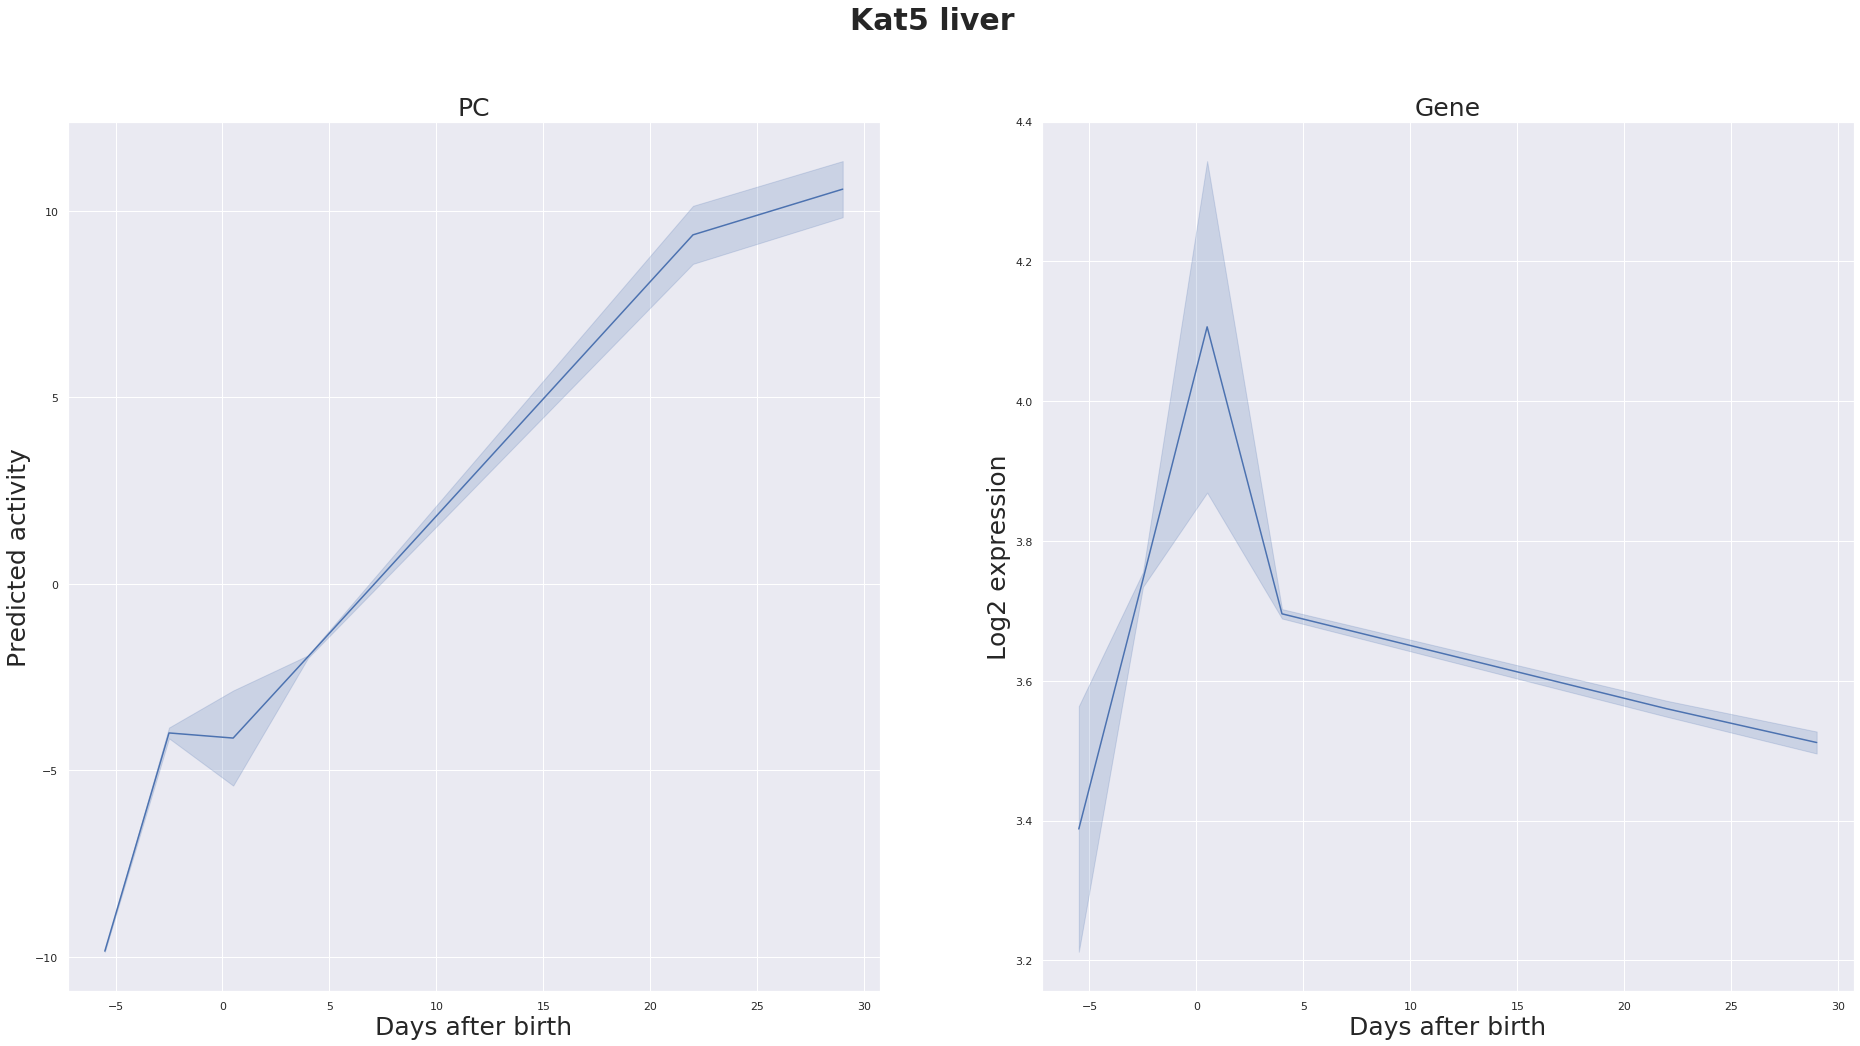 Kat5 liver
PC
Predicted activity
10
5
0
−5
−10
−5 0 5 10 15 20 25 30
Days after birth
Gene
Log2 expression
4.4
4.2
4.0
3.8
3.6
3.4
3.2
−5 0 5 10 15 20 25 30
Days after birth